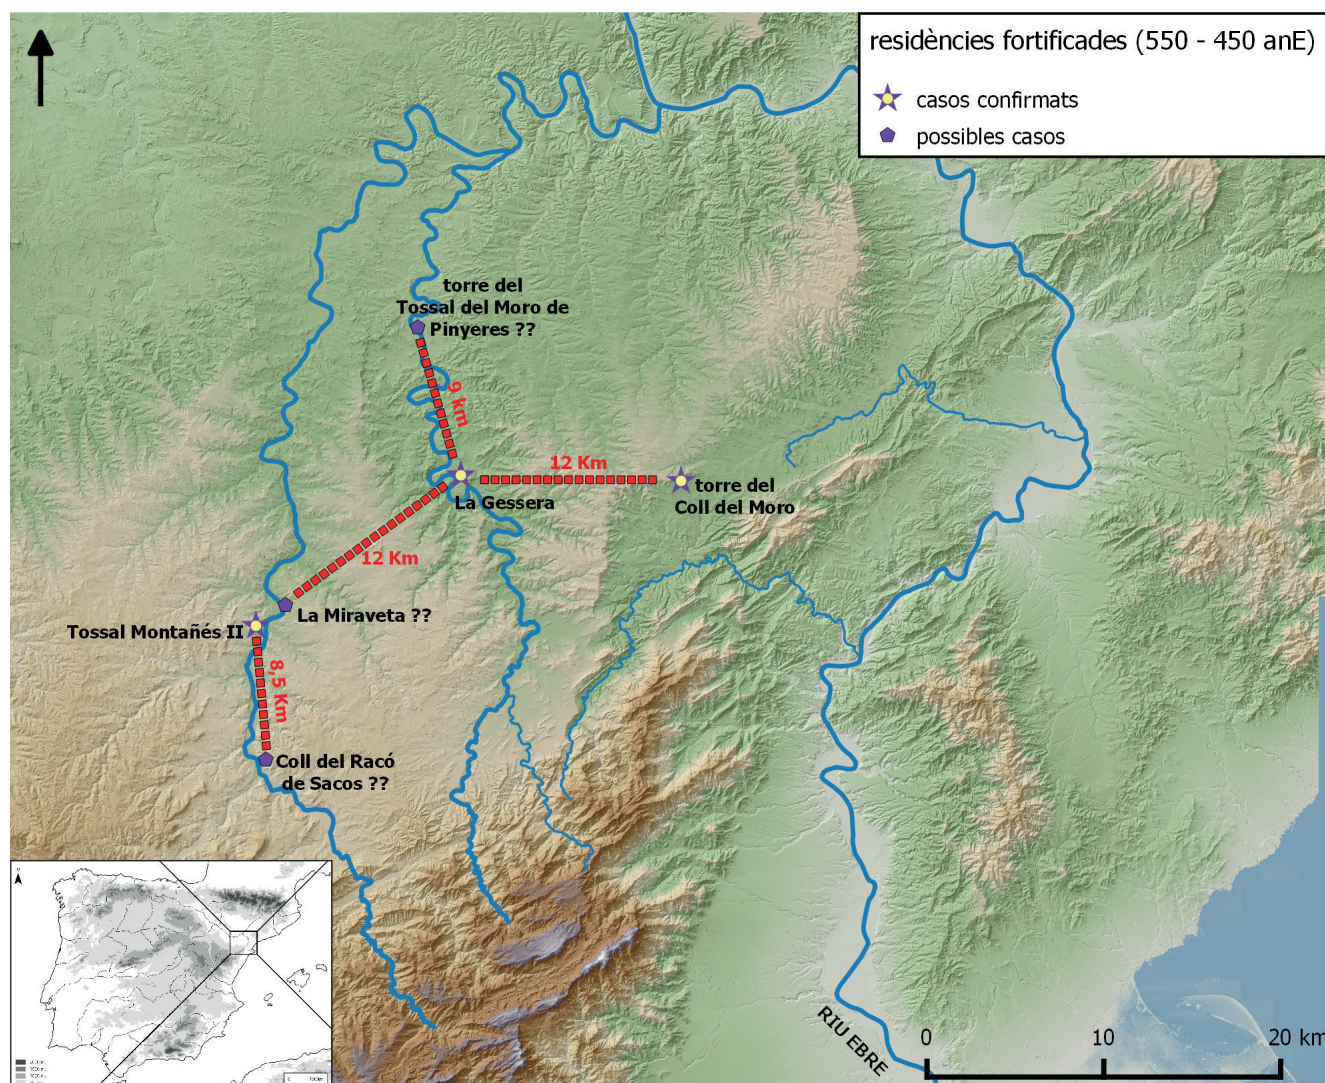 residències fortificades (550 - 450 anE)
casos confirmats
possibles casos
torre del
Tossal del Moro de
Pinyeres ??
9 km
12 Km
La Gessera
torre del
Coll del Moro
12 Km
La Miraveta ??
Tossal Montañés II
8,5 Km
Coll del Racó
de Sacos ??
RIU EBRE
0 10 20 km